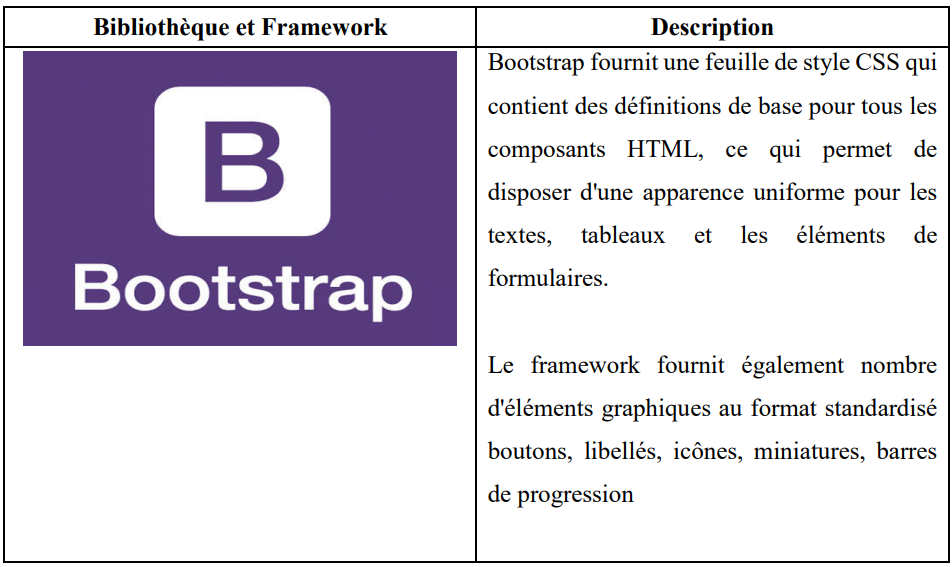 Bibliothèque et Framework
Description
B
Bootstrap
Bootstrap fournit une feuille de style CSS qui
contient des définitions de base pour tous les
composants HTML, ce qui permet de
disposer d'une apparence uniforme pour les
textes, tableaux et les éléments de
formulaires.
Le framework fournit également nombre
d'éléments graphiques au format standardisé
boutons, libellés, icônes, miniatures, barres
de progression